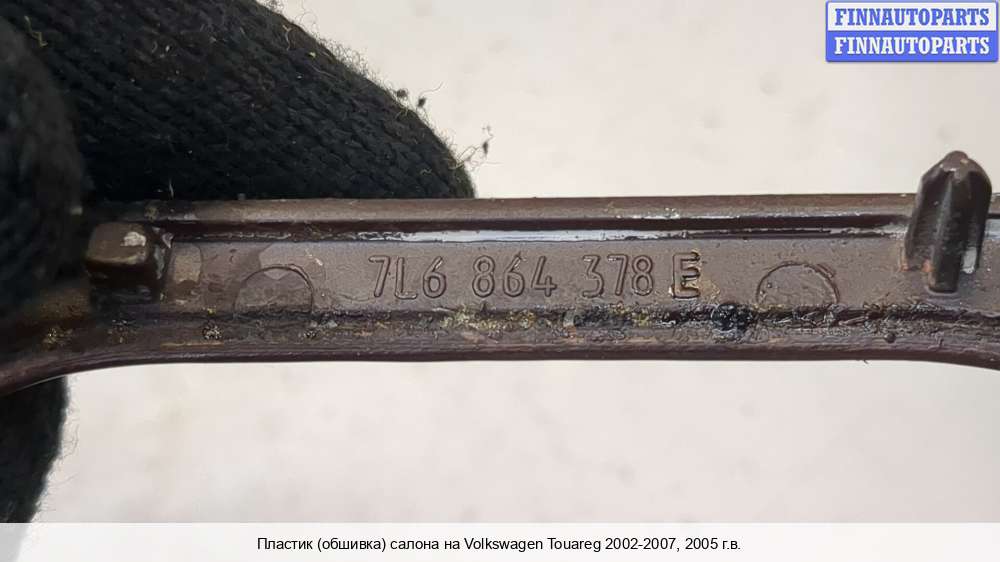 FINNAUTOPARTS
FINNAUTOPARTS
7L6 864 378 E
Пластик (обшивка) салона на Volkswagen Touareg 2002-2007, 2005 г.в.